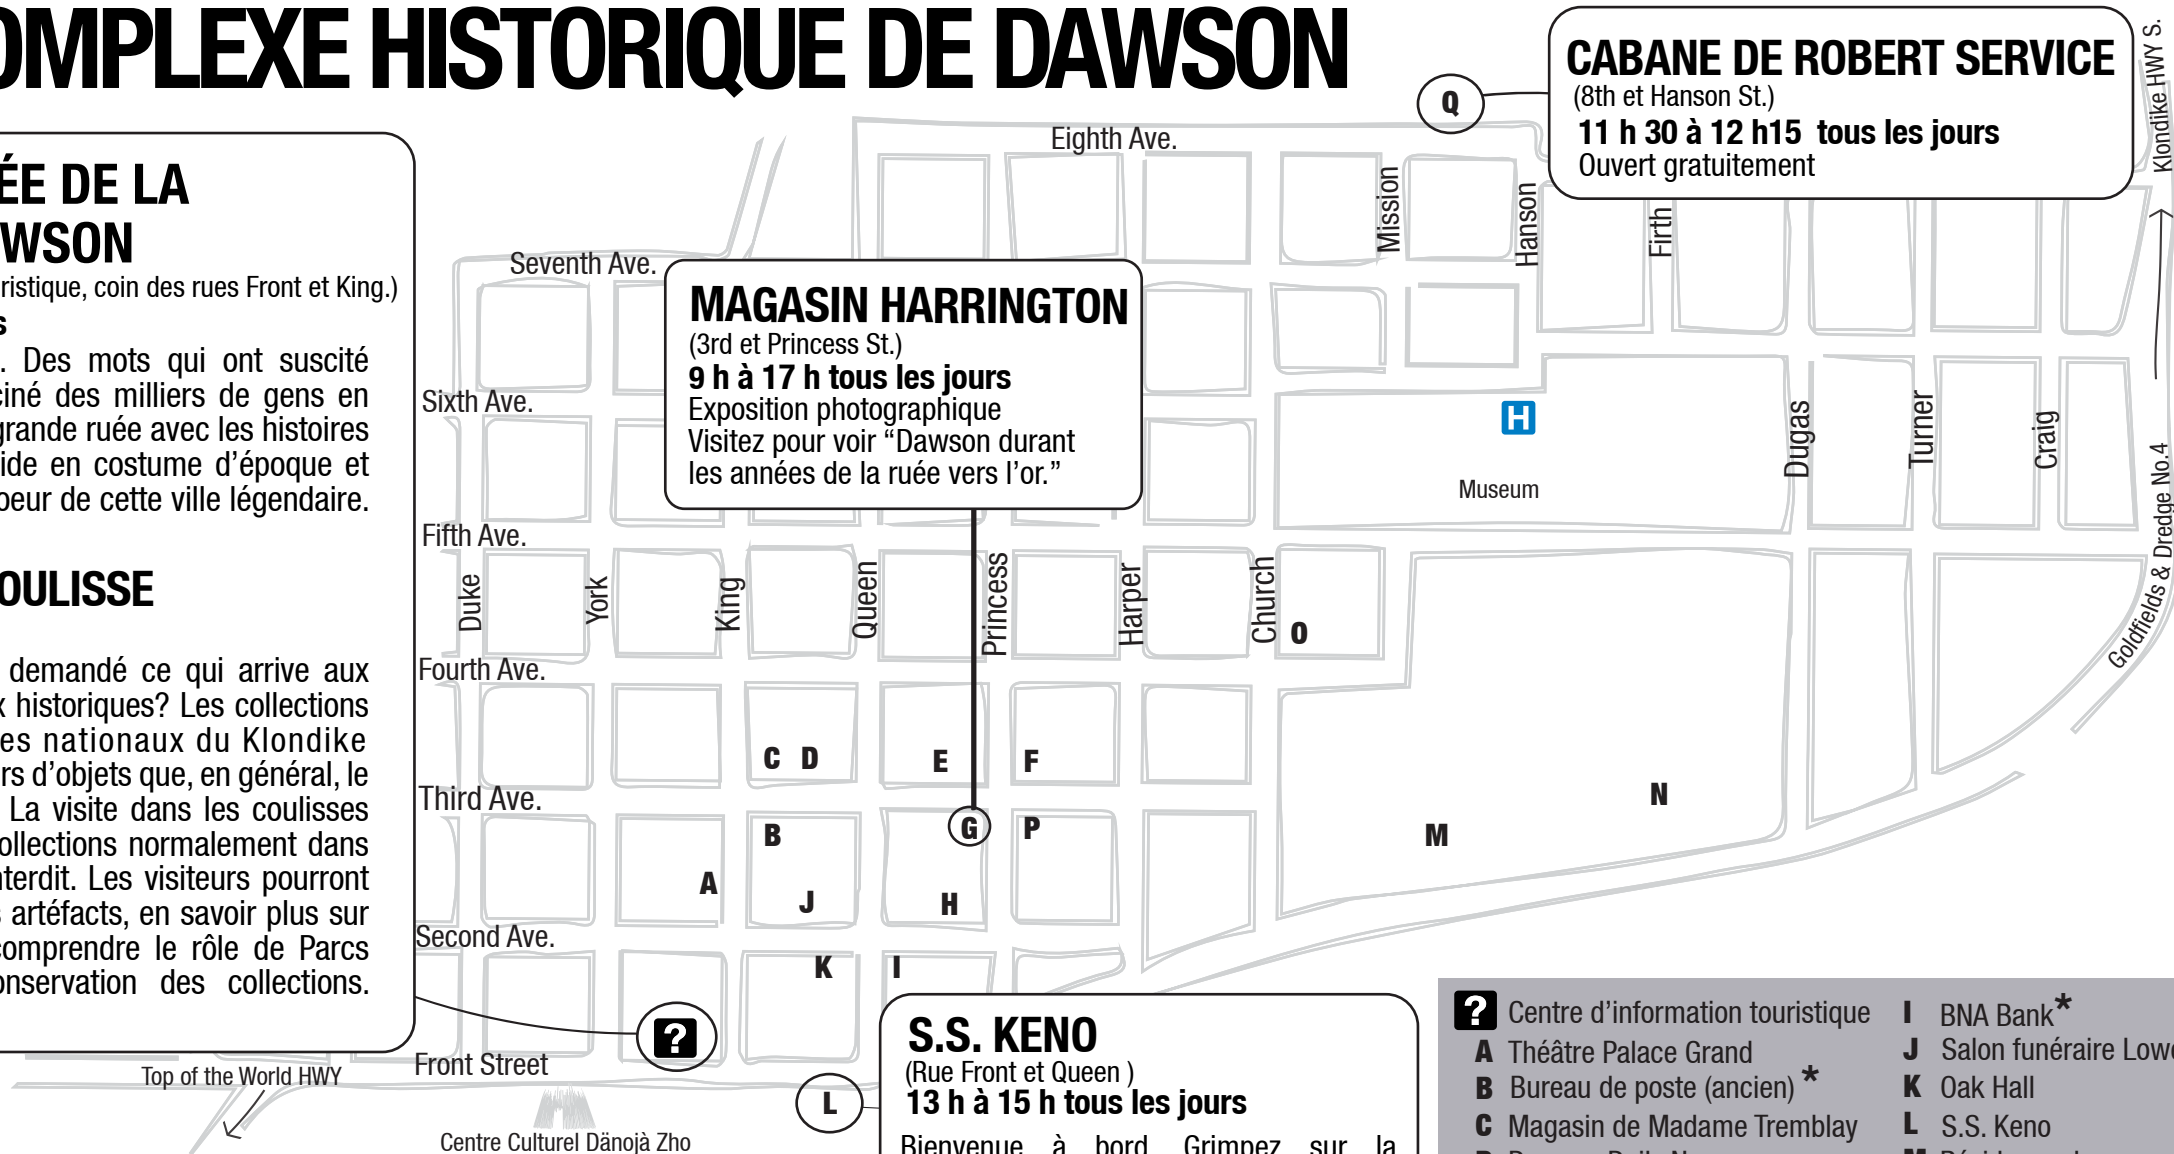 OMPLEXE HISTORIQUE DE DAWSON
CABANE DE ROBERT SERVICE
(8th et Hanson St.)
11 h 30 à 12 h15 tous les jours
Ouvert gratuitement
Q
Klondike HWY S.
ÉE DE LA
WSON
ristique, coin des rues Front et King.)
s
. Des mots qui ont suscité
ciné des milliers de gens en
grande ruée avec les histoires
ide en costume d’époque et
oeur de cette ville légendaire.
OULISSE
demandé ce qui arrive aux
x historiques? Les collections
es nationaux du Klondike
rs d’objets que, en général, le
. La visite dans les coulisses
ollections normalement dans
nterdit. Les visiteurs pourront
s artéfacts, en savoir plus sur
comprendre le rôle de Parcs
onservation des collections.
Eighth Ave.
Seventh Ave.
Sixth Ave.
Fifth Ave.
Fourth Ave.
Third Ave.
Second Ave.
Front Street
Mission
Hanson
Firth
MAGASIN HARRINGTON
(3rd et Princess St.)
9 h à 17 h tous les jours
Exposition photographique
Visitez pour voir “Dawson durant
les années de la ruée vers l’or.”
H
Museum
Dugas
Turner
Craig
Goldfields & Dredge No.4
Duke
York
King
Queen
Princess
Harper
Church
O
C D
E
F
B
G
P
A
J
H
K
I
M
N
?
L
Top of the World HWY
Centre Culturel Dänojà Zho
S.S. KENO
(Rue Front et Queen )
13 h à 15 h tous les jours
Bienvenue à bord. Grimpez sur la
? Centre d’information touristique
A Théâtre Palace Grand
B Bureau de poste (ancien) *
C Magasin de Madame Tremblay
I BNA Bank*
J Salon funéraire Lowe
K Oak Hall
L S.S. Keno